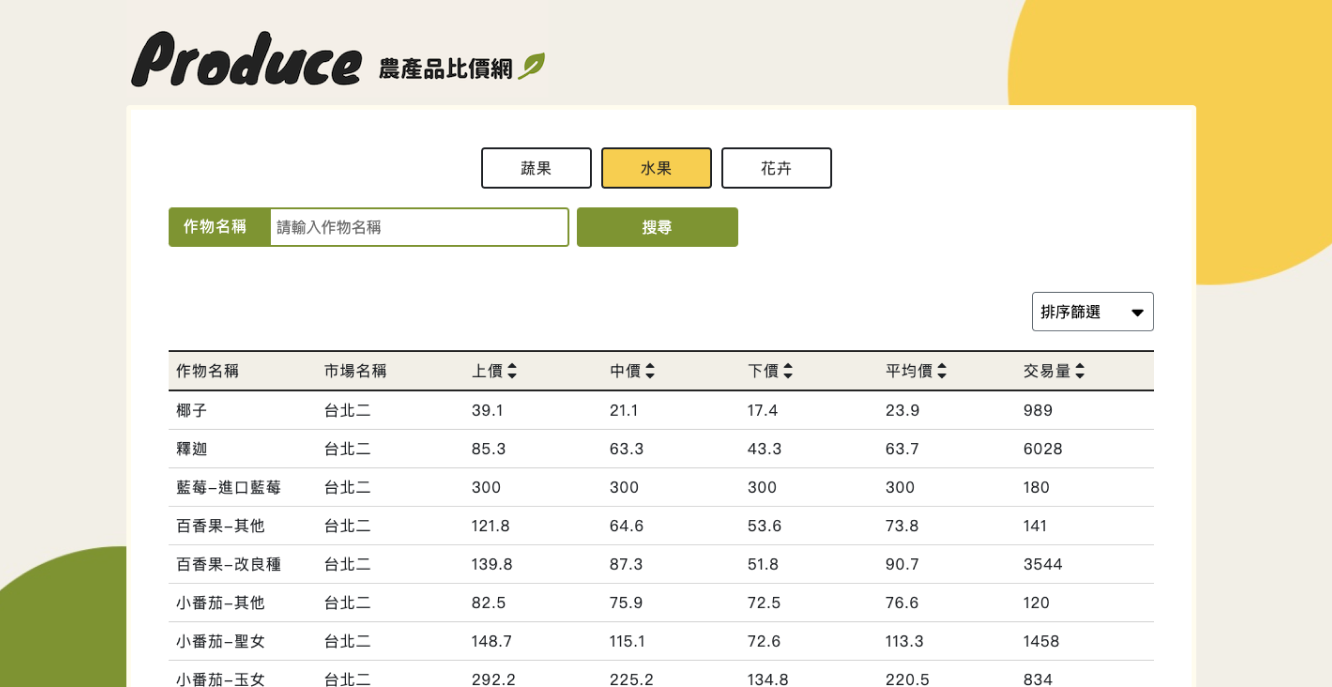 Produce 農產品比價網
蔬果 水果 花卉
作物名稱 請輸入作物名稱 搜尋
排序篩選
作物名稱 市場名稱 上價 中價 下價 平均價 交易量
椰子 台北二 39.1 21.1 17.4 23.9 989
釋迦 台北二 85.3 63.3 43.3 63.7 6028
藍莓–進口藍莓 台北二 300 300 300 300 180
百香果–其他 台北二 121.8 64.6 53.6 73.8 141
百香果–改良種 台北二 139.8 87.3 51.8 90.7 3544
小番茄–其他 台北二 82.5 75.9 72.5 76.6 120
小番茄–聖女 台北二 148.7 115.1 72.6 113.3 1458
小番茄–玉女 台北二 292.2 225.2 134.8 220.5 834